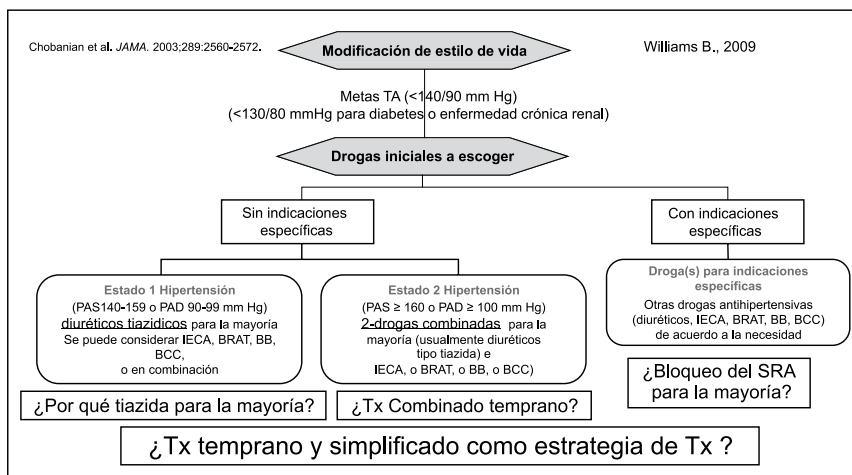 Chobanian et al. JAMA. 2003;289:2560-2572.
Modificación de estilo de vida
Williams B., 2009
Metas TA (<140/90 mm Hg)
(<130/80 mmHg para diabetes o enfermedad crónica renal)
Drogas iniciales a escoger
Sin indicaciones
específicas
Con indicaciones
específicas
Estado 1 Hipertensión
(PAS140-159 o PAD 90-99 mm Hg)
diuréticos tiazidicos para la mayoría
Se puede considerar IECA, BRAT, BB,
BCC,
o en combinación
Estado 2 Hipertensión
(PAS ≥ 160 o PAD ≥ 100 mm Hg)
2-drogas combinadas para la
mayoría (usualmente diuréticos
tipo tiazida) e
IECA, o BRAT, o BB, o BCC)
Droga(s) para indicaciones
específicas
Otras drogas antihipertensivas
(diuréticos, IECA, BRAT, BB, BCC)
de acuerdo a la necesidad
¿Por qué tiazida para la mayoría?
¿Tx Combinado temprano?
¿Bloqueo del SRA
para la mayoría?
¿Tx temprano y simplificado como estrategia de Tx ?